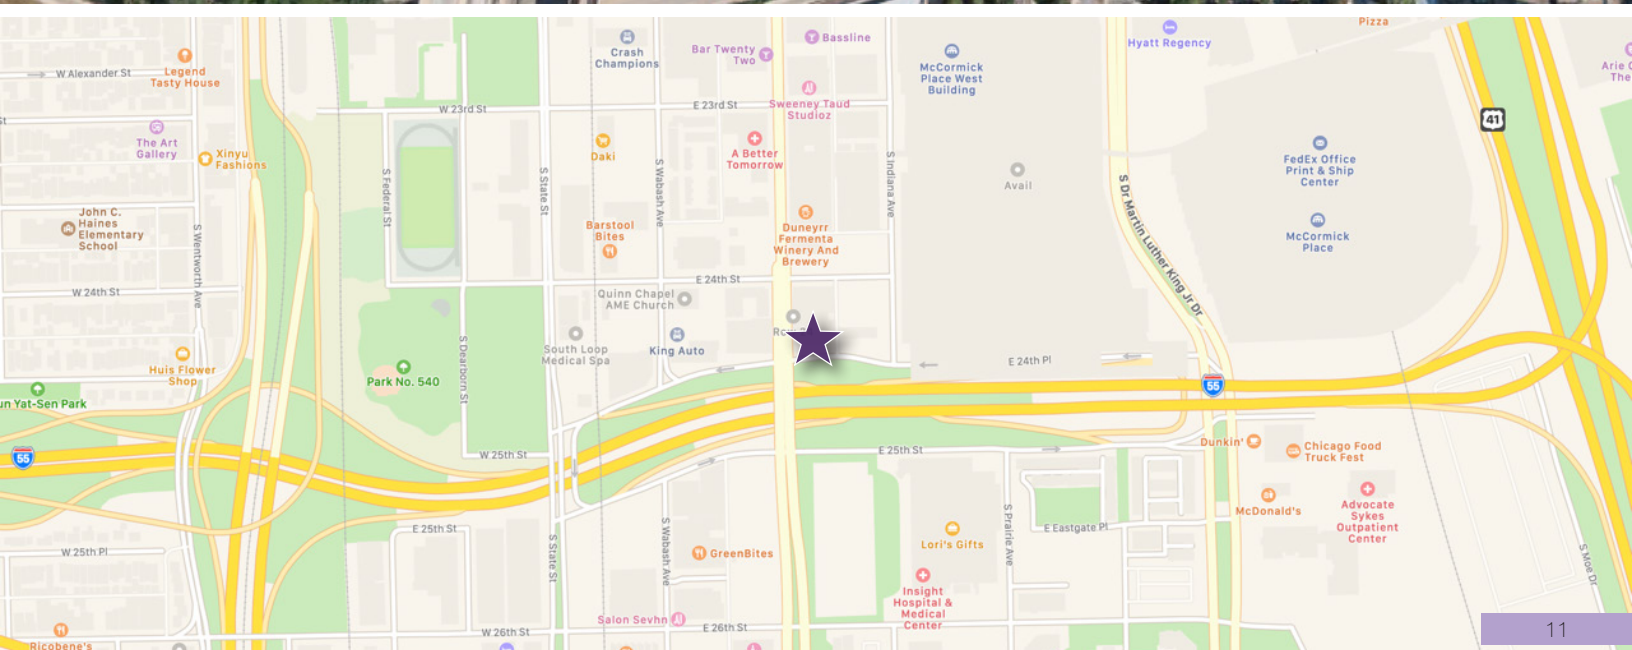 Pizza
Hyatt Regency
Crash
Champions
Bar Twenty
Two
Bassline
McCormick
Place West
Building
W Alexander St
Legend
Tasty House
W 23rd St
E 23rd St
Sweeney Taud
Studioz
41
The Art
Gallery
Xinyu
Fashions
Daki
A Better
Tomorrow
FedEx Office
Print & Ship
Center
Avail
S Federal St
S State St
S Wabash Ave
S Indiana Ave
S Dr Martin Luther King Jr Dr
John C.
Haines
Elementary
School
S Wentworth Ave
Barstool
Bites
Duneyrr
Fermenta
Winery And
Brewery
McCormick
Place
W 24th St
E 24th St
Quinn Chapel
AME Church
South Loop
Medical Spa
King Auto
E 24th Pl
Huis Flower
Shop
Park No. 540
S Dearborn St
55
un Yat-Sen Park
55
W 25th St
E 25th St
Dunkin'
Chicago Food
Truck Fest
McDonald's
Advocate
Sykes
Outpatient
Center
E 25th St
S State St
S Wabash Ave
GreenBites
Lori's Gifts
S Prairie Ave
E Eastgate Pl
W 25th Pl
Insight
Hospital &
Medical
Center
S Moe Dr
Salon Sevhn
W 26th St
E 26th St
Ricobene's
11